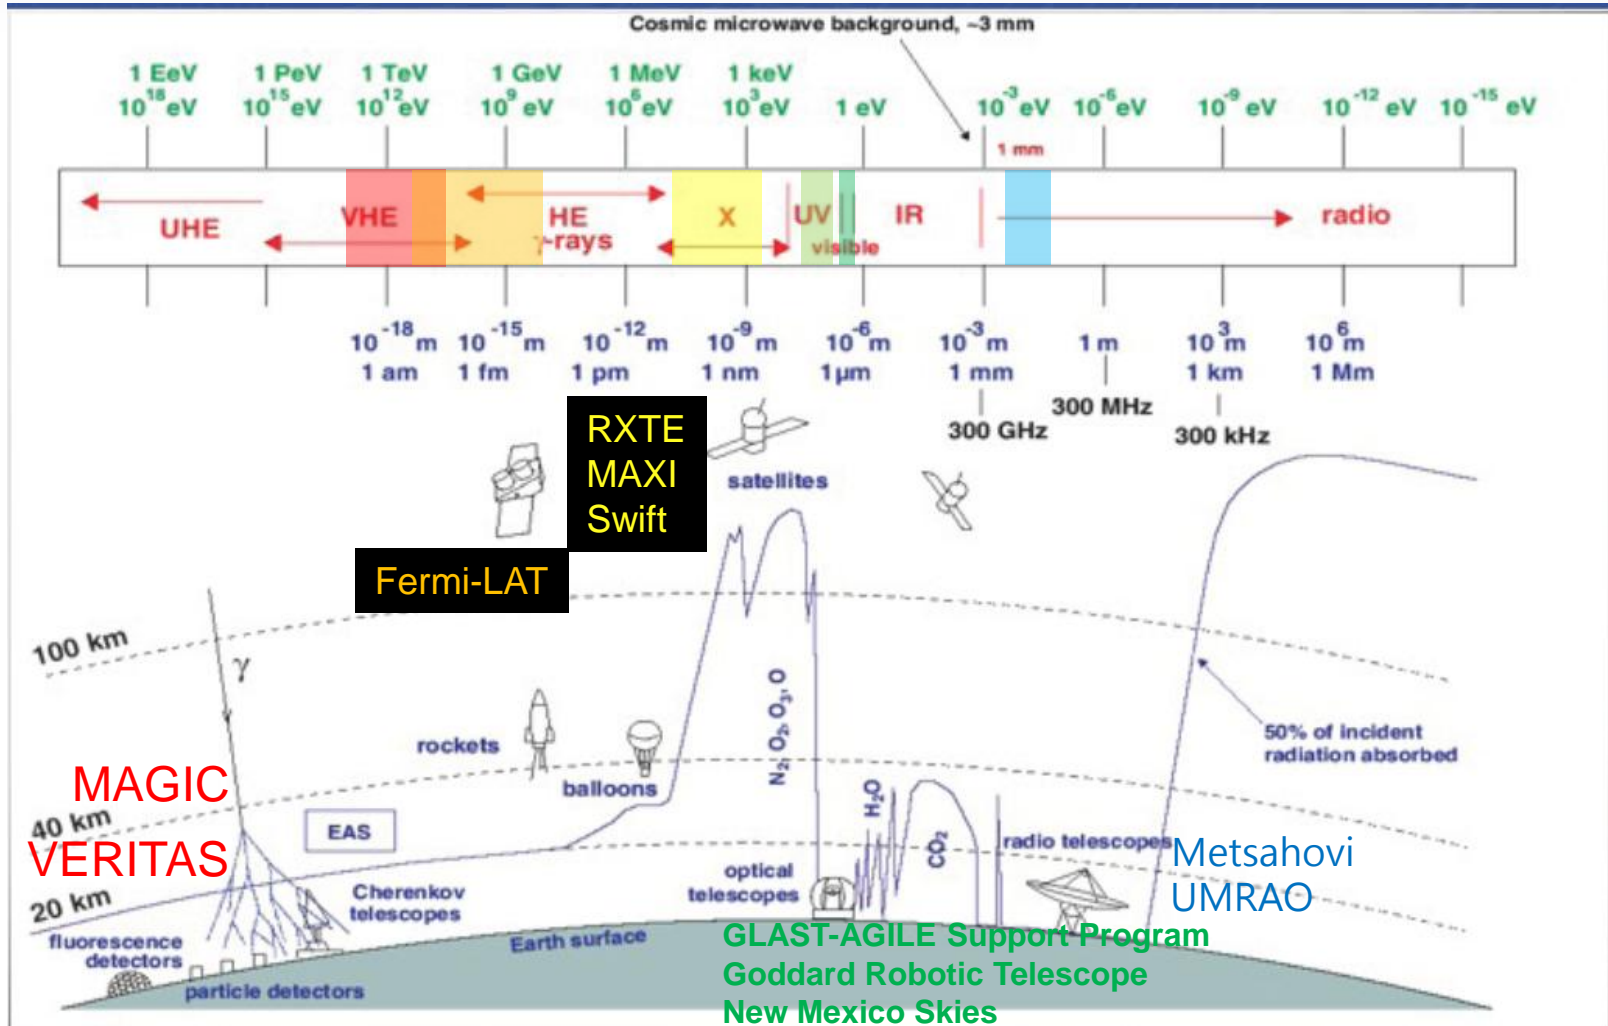 Cosmic microwave background, ~3 mm
1 EeV 1 PeV 1 TeV 1 GeV 1 MeV 1 keV
10^18 eV 10^15 eV 10^12 eV 10^9 eV 10^6 eV 10^3 eV 1 eV 10^-3 eV 10^-6 eV 10^-9 eV 10^-12 eV 10^-15 eV
1 mm
UHE VHE HE X UV IR radio
γ-rays visible
10^-18 m 10^-15 m 10^-12 m 10^-9 m 10^-6 m 10^-3 m 1 m 10^3 m 10^6 m
1 am 1 fm 1 pm 1 nm 1μm 1 mm 1 km 1 Mm
300 GHz 300 MHz 300 kHz
RXTE
MAXI
Swift
satellites
Fermi-LAT
100 km
γ
N2, O2, O3, O
50% of incident
radiation absorbed
rockets
balloons
MAGIC
40 km
VERITAS
EAS
H2O
CO2
radio telescopes
Metsahovi
UMRAO
optical
telescopes
20 km
Cherenkov
telescopes
fluorescence
detectors
particle detectors
Earth surface
GLAST-AGILE Support Program
Goddard Robotic Telescope
New Mexico Skies